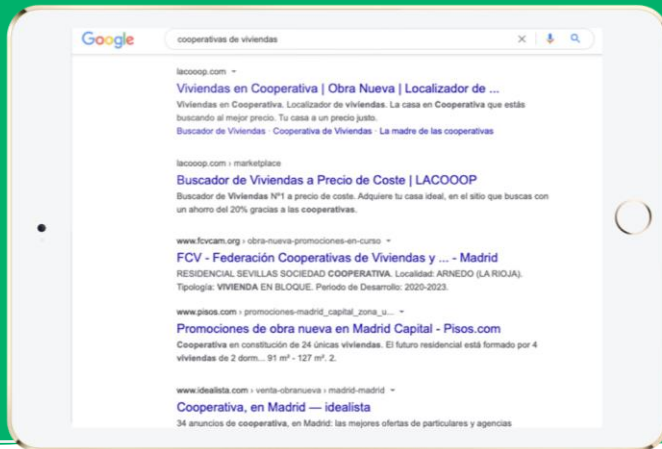 Google
cooperativas de viviendas
lacooop.com
Viviendas en Cooperativa | Obra Nueva | Localizador de ...
Viviendas en Cooperativa. Localizador de viviendas. La casa en Cooperativa que estás
buscando al mejor precio. Tu casa a un precio justo.
Buscador de Viviendas · Cooperativa de Viviendas · La madre de las cooperativas
lacooop.com › marketplace
Buscador de Viviendas a Precio de Coste | LACOOOP
Buscador de Viviendas Nº1 a precio de coste. Adquiere tu casa ideal, en el sitio que buscas con
un ahorro del 20% gracias a las cooperativas.
www.fcvcam.org › obra-nueva-promociones-en-curso
FCV - Federación Cooperativas de Viviendas y ... - Madrid
RESIDENCIAL SEVILLAS SOCIEDAD COOPERATIVA. Localidad: ARNEDO (LA RIOJA).
Tipología: VIVIENDA EN BLOQUE. Periodo de Desarrollo: 2020-2023.
www.pisos.com › promociones-madrid_capital_zona_u...
Promociones de obra nueva en Madrid Capital - Pisos.com
Cooperativa en constitución de 24 únicas viviendas. El futuro residencial está formado por 4
viviendas de 2 dorm... 91 m² - 127 m². 2.
www.idealista.com › venta-obranueva › madrid-madrid
Cooperativa, en Madrid — idealista
34 anuncios de cooperativa, en Madrid: las mejores ofertas de particulares y agencias